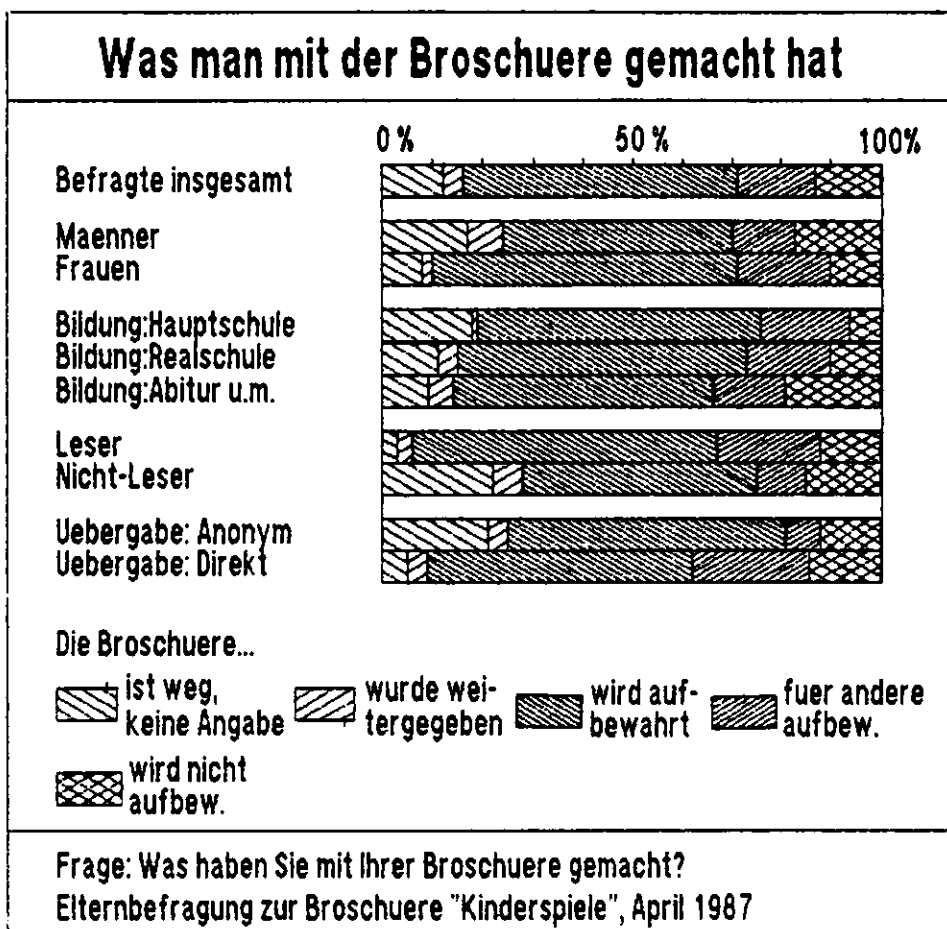 Was man mit der Broschuere gemacht hat
0 % 50 % 100%
Befragte insgesamt
Maenner
Frauen
Bildung:Hauptschule
Bildung:Realschule
Bildung:Abitur u.m.
Leser
Nicht-Leser
Uebergabe: Anonym
Uebergabe: Direkt
Die Broschuere...
ist weg, wurde wei- wird auf- fuer andere
keine Angabe tergegeben bewahrt aufbew.
wird nicht
aufbew.
Frage: Was haben Sie mit Ihrer Broschuere gemacht?
Elternbefragung zur Broschuere "Kinderspiele", April 1987